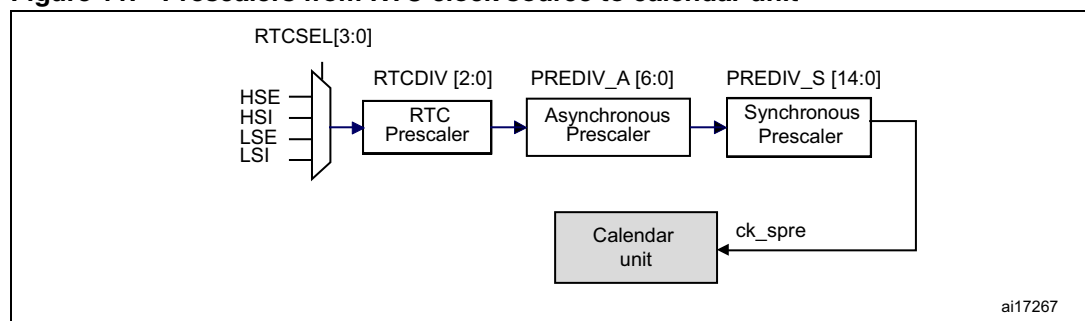 RTCSEL[3:0]
RTCDIV [2:0]
PREDIV_A [6:0]
PREDIV_S [14:0]
HSE
HSI
LSE
LSI
RTC
Prescaler
Asynchronous
Prescaler
Synchronous
Prescaler
Calendar
unit
ck_spre
ai17267